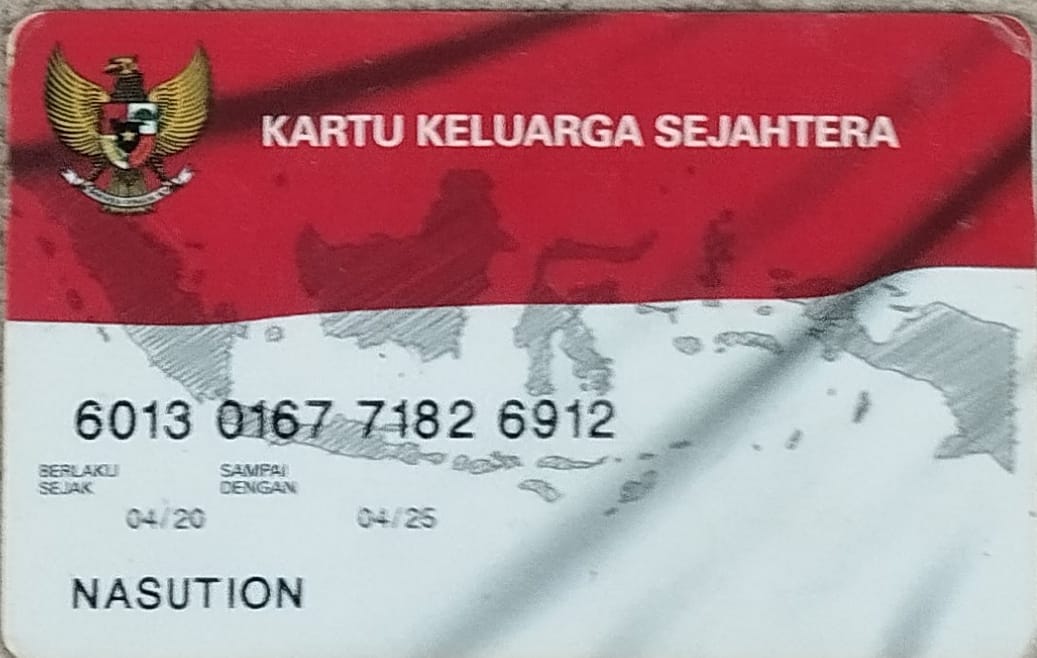 KARTU KELUARGA SEJAHTERA
6013 0167 7182 6912
BERLAKU SEJAK
SAMPAI DENGAN
04/20 04/25
NASUTION